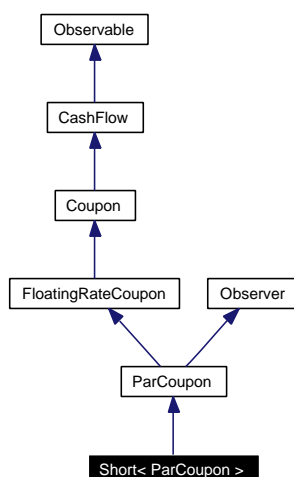 Observable
CashFlow
Coupon
FloatingRateCoupon
Observer
ParCoupon
Short< ParCoupon >